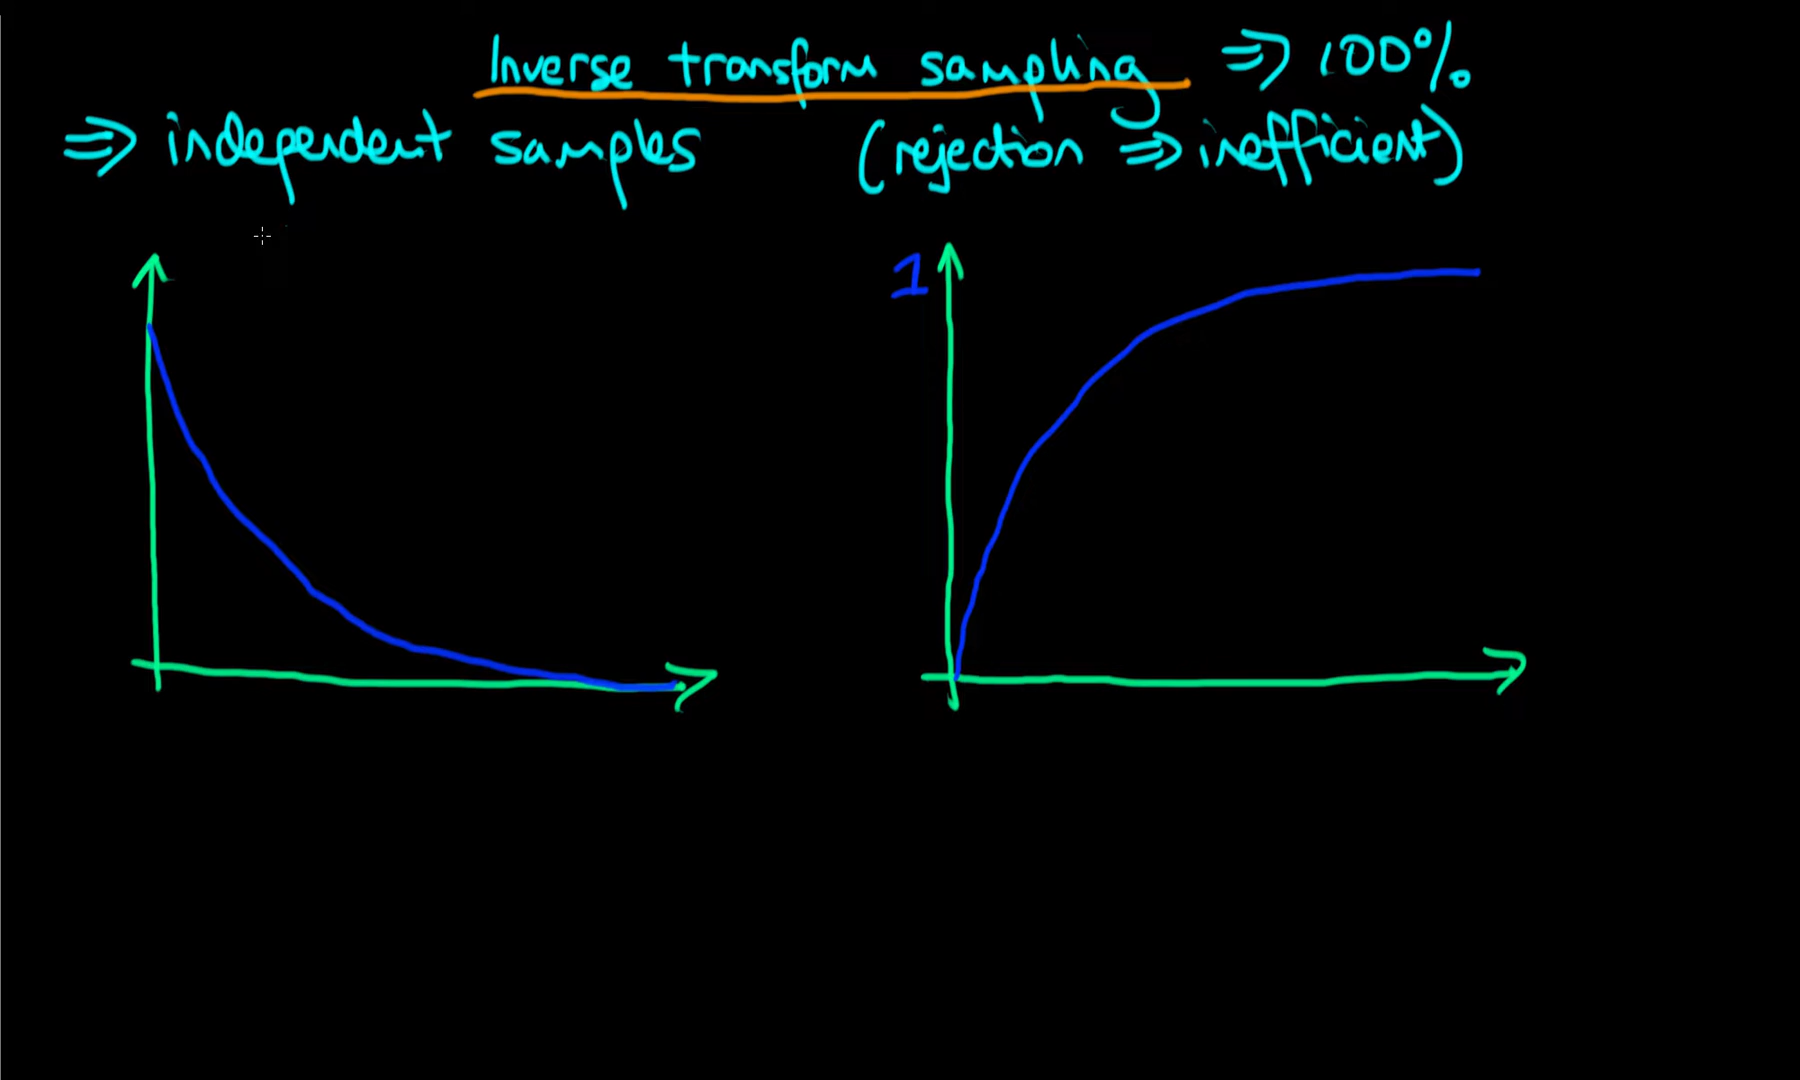 Inverse transform sampling ⇒ 100%
⇒ independent samples (rejection ⇒ inefficient)
1